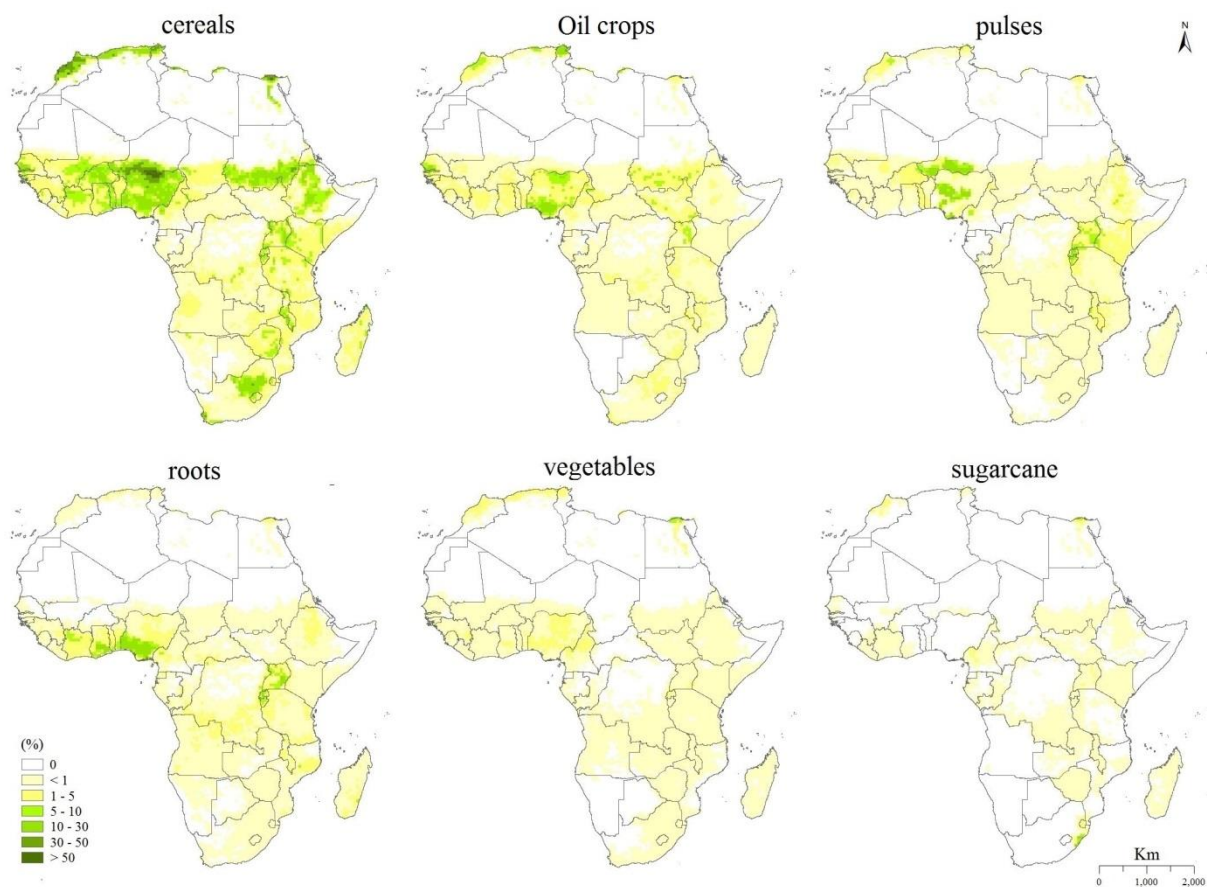 cereals
Oil crops
pulses
N
roots
vegetables
sugarcane
(%)
0
< 1
1 - 5
5 - 10
10 - 30
30 - 50
> 50
Km
0 1,000 2,000